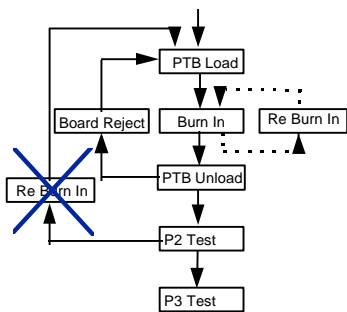 PTB Load
Board Reject
Burn In
Re Burn In
Re Burn In
PTB Unload
P2 Test
P3 Test